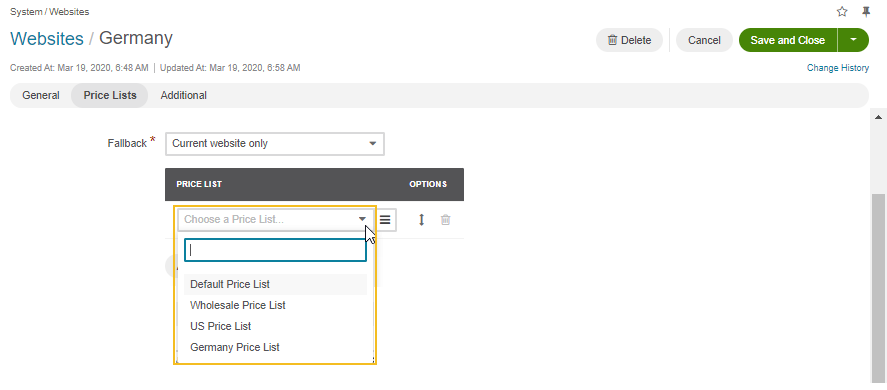 System / Websites
Websites / Germany
Delete
Cancel
Save and Close
Created At: Mar 19, 2020, 6:48 AM | Updated At: Mar 19, 2020, 6:58 AM
Change History
General
Price Lists
Additional
Fallback *
Current website only
PRICE LIST
OPTIONS
Choose a Price List...
Default Price List
Wholesale Price List
US Price List
Germany Price List